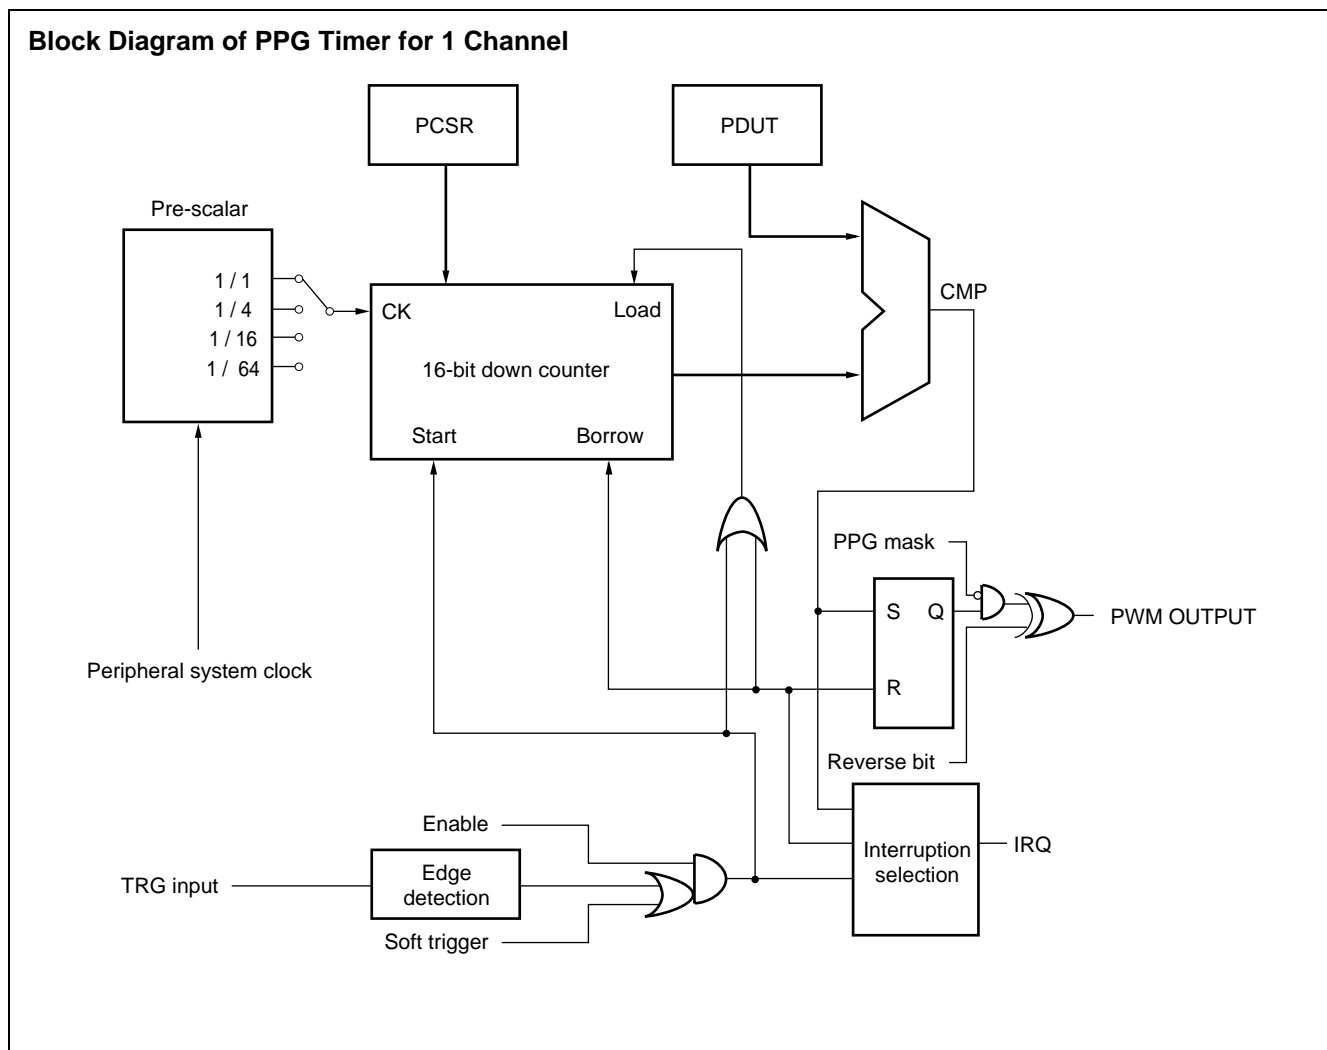 Block Diagram of PPG Timer for 1 Channel
PCSR
PDUT
Pre-scalar
1 / 1
1 / 4
1 / 16
1 / 64
CK
Load
16-bit down counter
Start
Borrow
CMP
PPG mask
S
Q
R
PWM OUTPUT
Peripheral system clock
Reverse bit
Enable
TRG input
Edge
detection
Soft trigger
Interruption
selection
IRQ